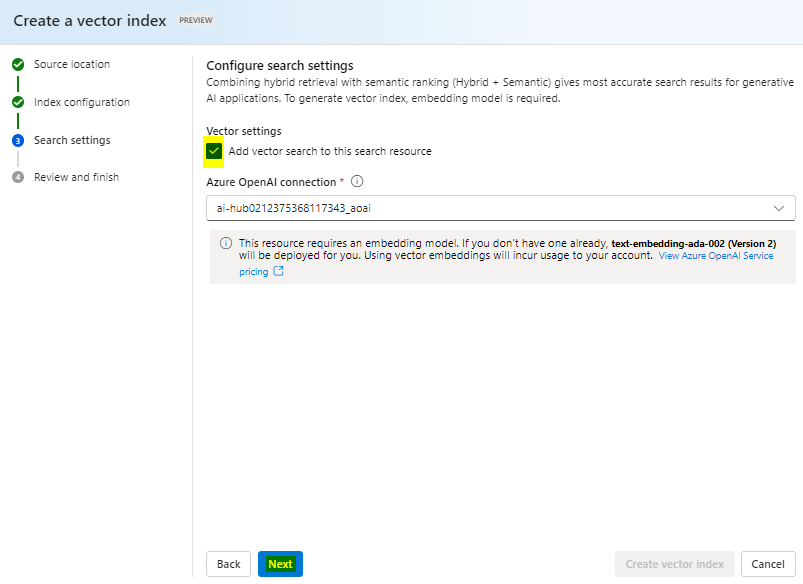 Create a vector index PREVIEW
Source location
Index configuration
3 Search settings
4 Review and finish
Configure search settings
Combining hybrid retrieval with semantic ranking (Hybrid + Semantic) gives most accurate search results for generative
AI applications. To generate vector index, embedding model is required.
Vector settings
Add vector search to this search resource
Azure OpenAI connection *
ai-hub0212375368117343_aoai
This resource requires an embedding model. If you don't have one already, text-embedding-ada-002 (Version 2)
will be deployed for you. Using vector embeddings will incur usage to your account. View Azure OpenAI Service
pricing
Back Next Create vector index Cancel